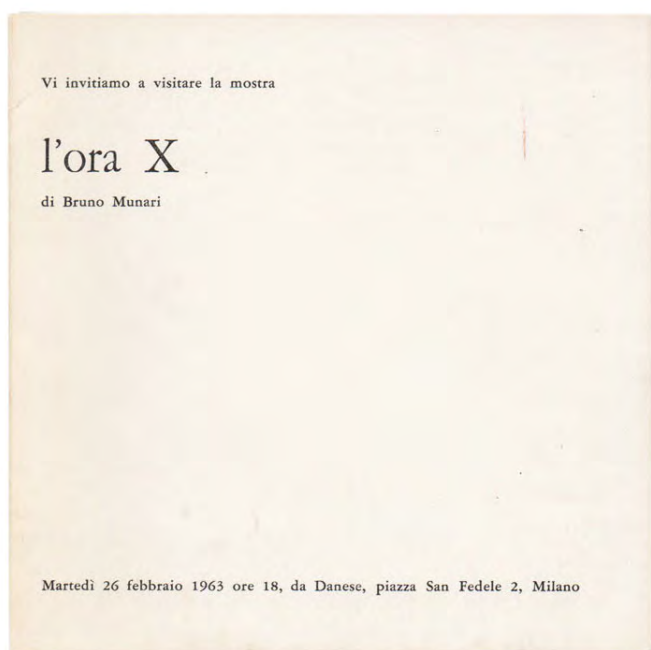 Vi invitiamo a visitare la mostra
l'ora X
di Bruno Munari
Martedì 26 febbraio 1963 ore 18, da Danese, piazza San Fedele 2, Milano